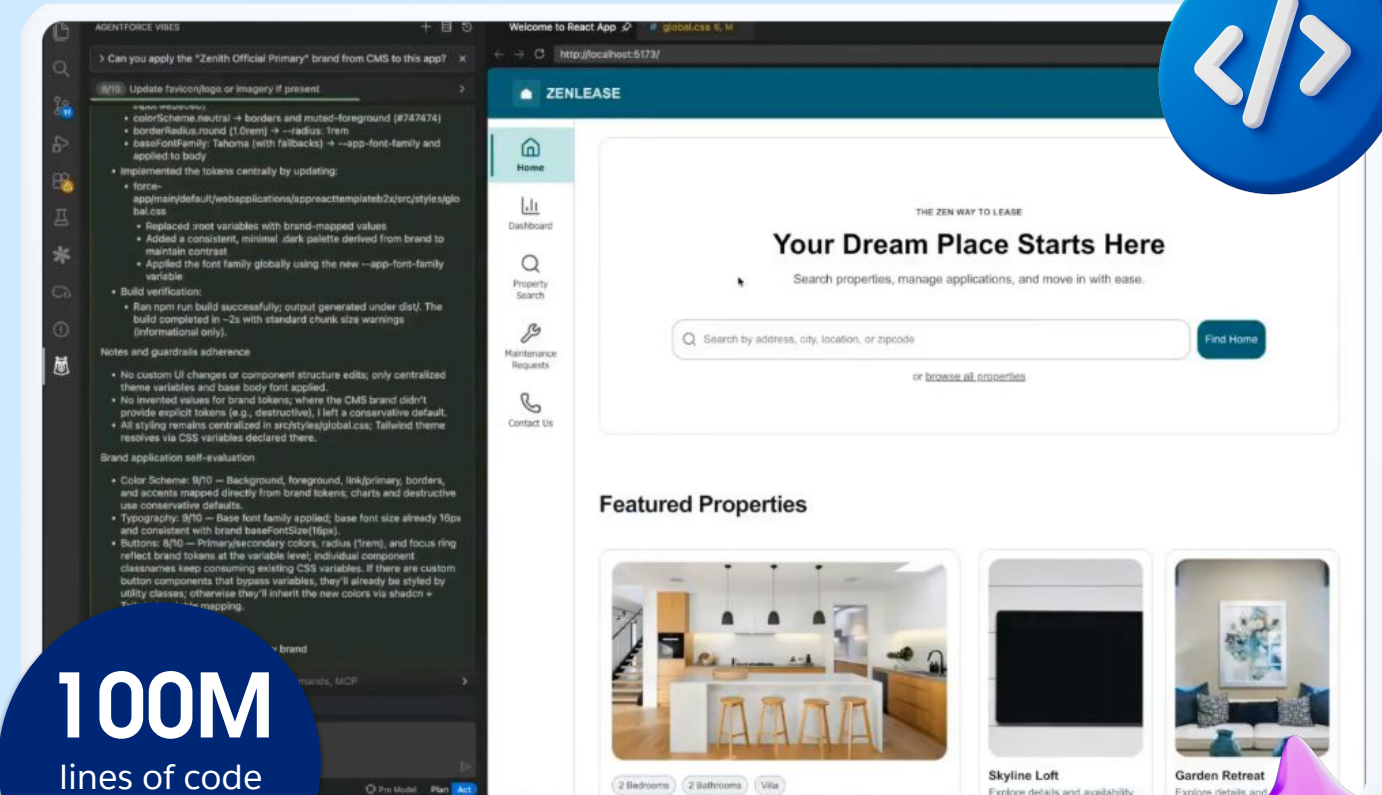 AGENTFORCE VIBES
> Can you apply the "Zenith Official Primary" brand from CMS to this app? ×
8/10 Update favicon/logo or imagery if present
• colorScheme.neutral → borders and muted-foreground (#747474)
• borderRadius.round (1.0rem) → --radius: 1rem
• baseFontFamily: Tahoma (with fallbacks) → --app-font-family and
applied to body
• Implemented the tokens centrally by updating:
• force-
app/main/default/webapplications/appreacttemplateb2x/src/styles/glo
bal.css
• Replaced :root variables with brand-mapped values
• Added a consistent, minimal .dark palette derived from brand to
maintain contrast
• Applied the font family globally using the new --app-font-family
variable
• Build verification:
• Ran npm run build successfully; output generated under dist/. The
build completed in ~2s with standard chunk size warnings
(informational only).
Notes and guardrails adherence
• No custom UI changes or component structure edits; only centralized
theme variables and base body font applied.
• No invented values for brand tokens; where the CMS brand didn't
provide explicit tokens (e.g., destructive), I left a conservative default.
• All styling remains centralized in src/styles/global.css; Tailwind theme
resolves via CSS variables declared there.
Brand application self-evaluation
• Color Scheme: 9/10 — Background, foreground, link/primary, borders,
and accents mapped directly from brand tokens; charts and destructive
use conservative defaults.
• Typography: 9/10 — Base font family applied; base font size already 16px
and consistent with brand baseFontSize(16px).
• Buttons: 8/10 — Primary/secondary colors, radius (1rem), and focus ring
reflect brand tokens at the variable level; individual component
classnames keep consuming existing CSS variables. If there are custom
button components that bypass variables, they'll already be styled by
utility classes; otherwise they'll inherit the new colors via shadcn +
mapping.
brand
MCP
Plan Act
100M
lines of code
Welcome to React App
# global.css 6, M
http://localhost:5173/
ZENLEASE
Home
Dashboard
Property
Search
Maintenance
Requests
Contact Us
THE ZEN WAY TO LEASE
Your Dream Place Starts Here
Search properties, manage applications, and move in with ease.
Search by address, city, location, or zipcode
Find Home
or browse all properties
Featured Properties
2 Bedrooms 2 Bathrooms Villa
Skyline Loft
Explore details and availability
Garden Retreat
Explore details and